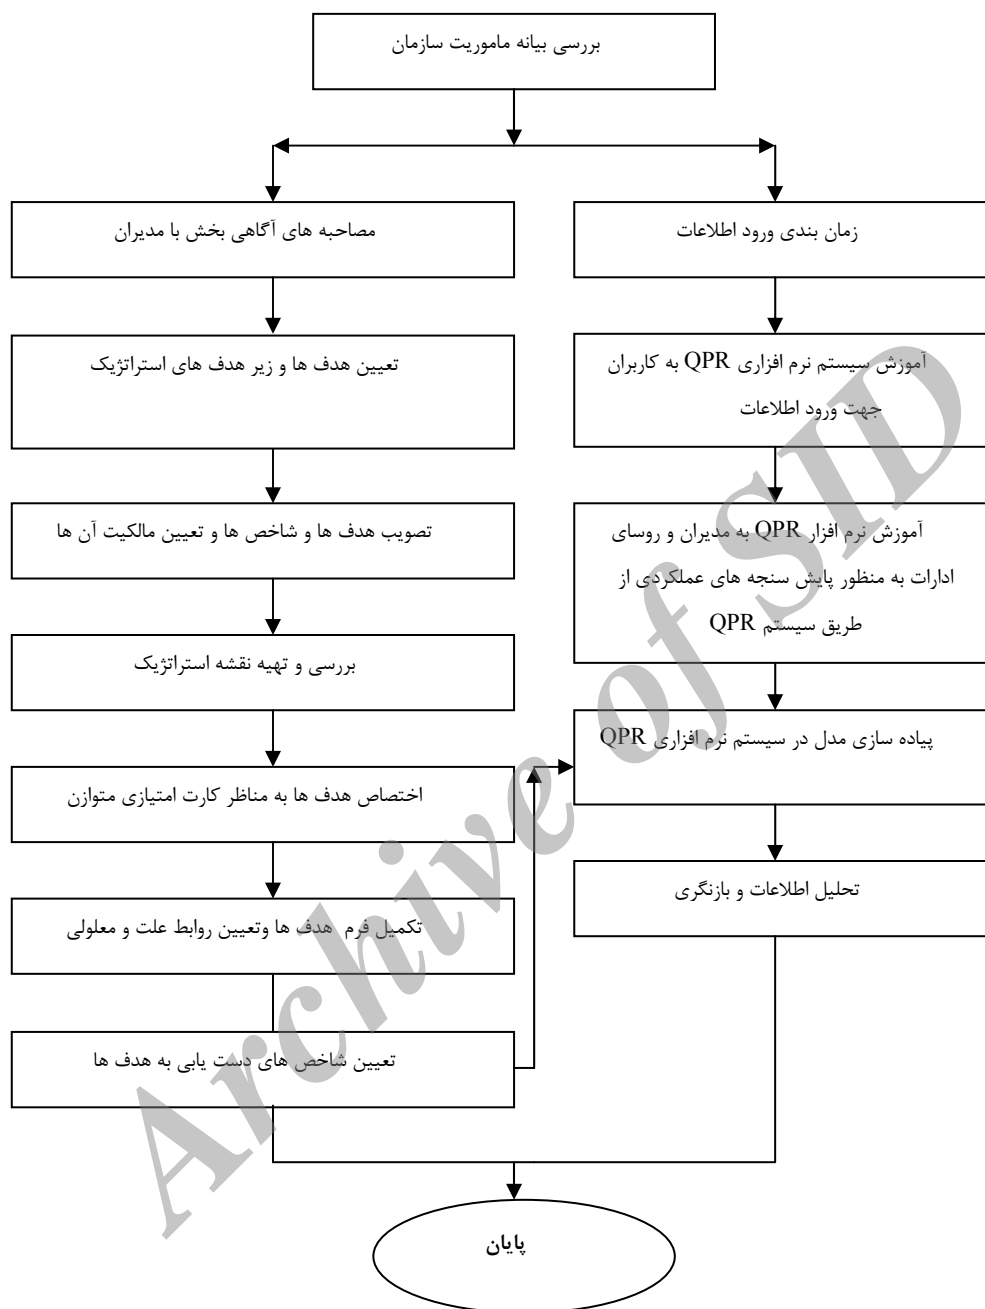 بررسی بیانه ماموریت سازمان
زمان بندی ورود اطلاعات
آموزش سیستم نرم افزاری QPR به کاربران
جهت ورود اطلاعات
آموزش نرم افزار QPR به مدیران و روسای
ادارات به منظور پایش سنجه های عملکردی از
طریق سیستم QPR
پیاده سازی مدل در سیستم نرم افزاری QPR
تحلیل اطلاعات و بازنگری
مصاحبه های آگاهی بخش با مدیران
تعیین هدف ها و زیر هدف های استراتژیک
تصویب هدف ها و شاخص ها و تعیین مالکیت آن ها
بررسی و تهیه نقشه استراتژیک
اختصاص هدف ها به مناظر کارت امتیازی متوازن
تکمیل فرم هدف ها وتعیین روابط علت و معلولی
تعیین شاخص های دست یابی به هدف ها
پایان
Archive of SID